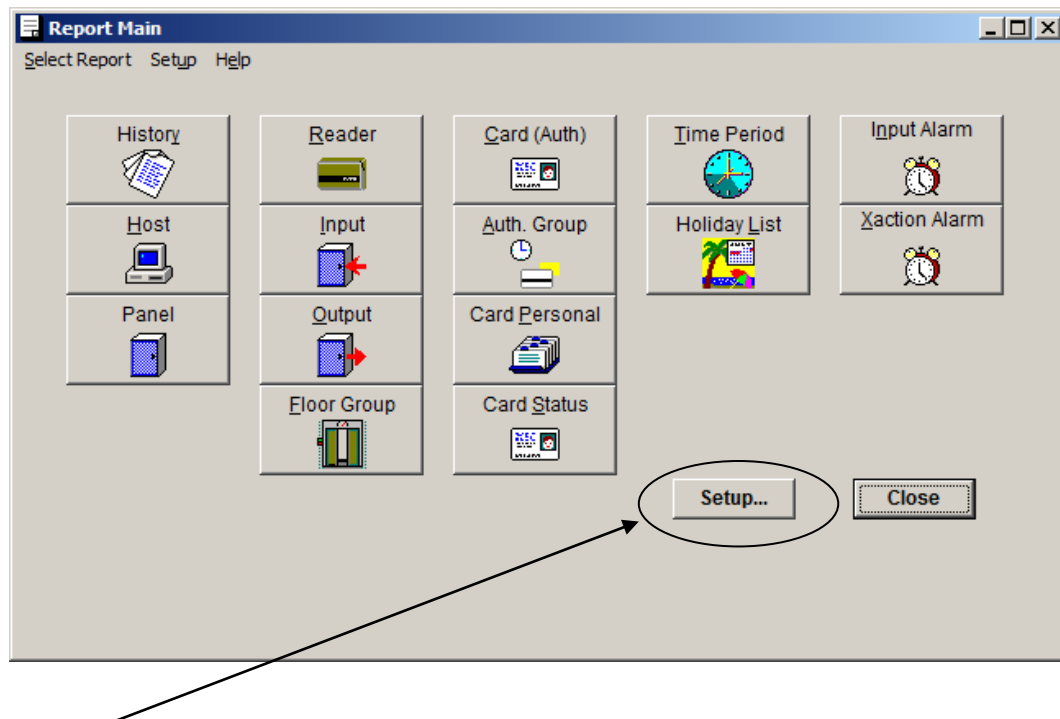 Report Main
Select Report Setup Help
History Reader Card (Auth) Time Period Input Alarm
Host Input Auth. Group Holiday List Xaction Alarm
JULY
Panel Output Card Personal
Floor Group Card Status
Setup... Close